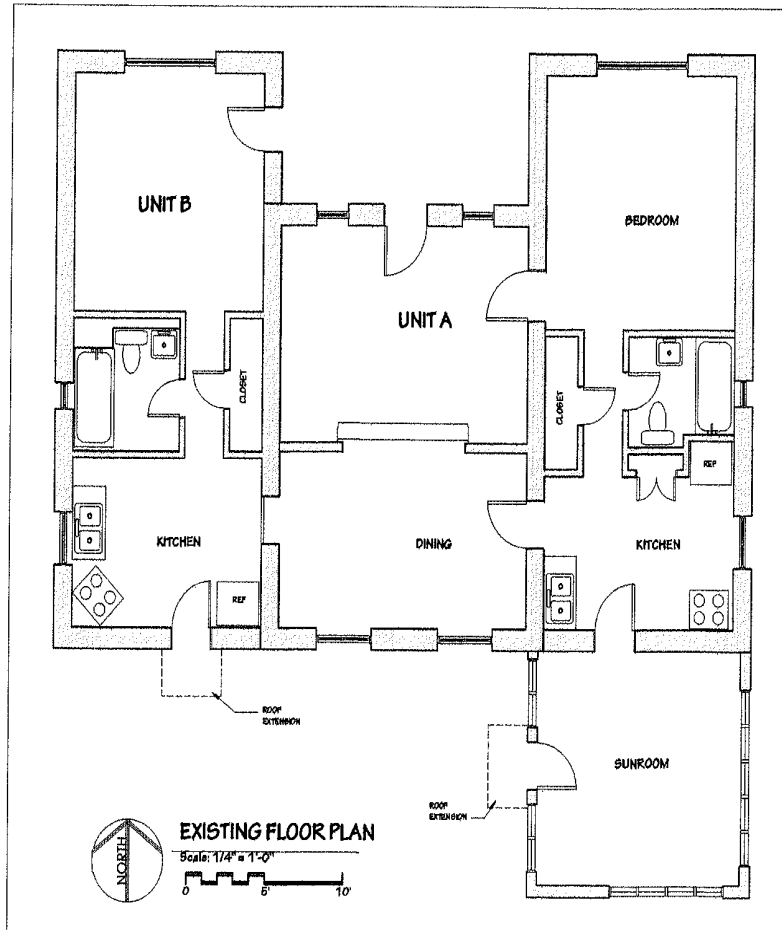 UNIT B
BEDROOM
UNIT A
CLOSET
CLOSET
REF
KITCHEN
DINING
KITCHEN
REF
ROOF
EXTENSION
SUNROOM
ROOF
EXTENSION
NORTH
EXISTING FLOOR PLAN
Scale: 1/4" = 1'-0"
0 5' 10'